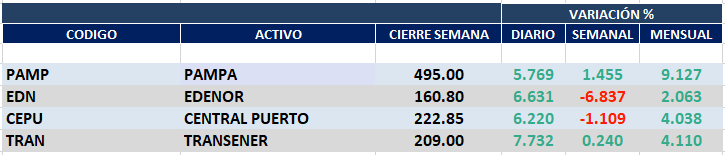 VARIACIÓN %
CODIGO ACTIVO CIERRE SEMANA DIARIO SEMANAL MENSUAL
PAMP PAMPA 495.00 5.769 1.455 9.127
EDN EDENOR 160.80 6.631 -6.837 2.063
CEPU CENTRAL PUERTO 222.85 6.220 -1.109 4.038
TRAN TRANSENER 209.00 7.732 0.240 4.110